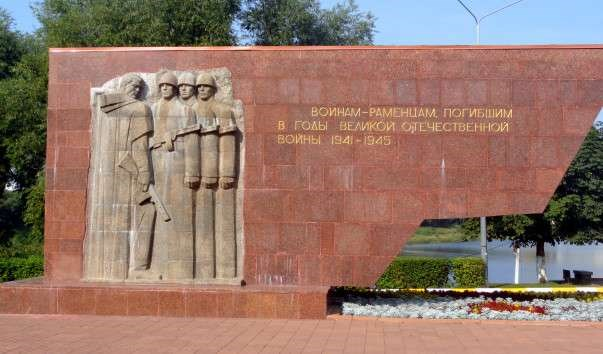 ВОИНАМ-РАМЕНЦАМ, ПОГИБШИМ
В ГОДЫ ВЕЛИКОЙ ОТЕЧЕСТВЕННОЙ
ВОЙНЫ 1941-1945